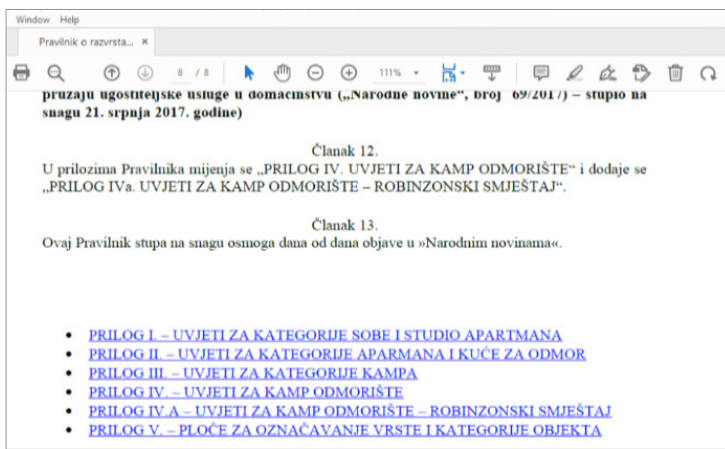 Window Help
Pravilnik o razvrsta... ×
8 / 8 111%
pružaju ugostiteljske usluge u domaćinstvu („Narodne novine“, broj 69/2017) – stupio na
snagu 21. srpnja 2017. godine)
Članak 12.
U prilozima Pravilnika mijenja se „PRILOG IV. UVJETI ZA KAMP ODMORIŠTE“ i dodaje se
„PRILOG IVa. UVJETI ZA KAMP ODMORIŠTE – ROBINZONSKI SMJEŠTAJ“.
Članak 13.
Ovaj Pravilnik stupa na snagu osmoga dana od dana objave u »Narodnim novinama«.
• PRILOG I. – UVJETI ZA KATEGORIJE SOBE I STUDIO APARTMANA
• PRILOG II. – UVJETI ZA KATEGORIJE APARMANA I KUĆE ZA ODMOR
• PRILOG III. – UVJETI ZA KATEGORIJE KAMPA
• PRILOG IV. – UVJETI ZA KAMP ODMORIŠTE
• PRILOG IV.A – UVJETI ZA KAMP ODMORIŠTE – ROBINZONSKI SMJEŠTAJ
• PRILOG V. – PLOČE ZA OZNAČAVANJE VRSTE I KATEGORIJE OBJEKTA